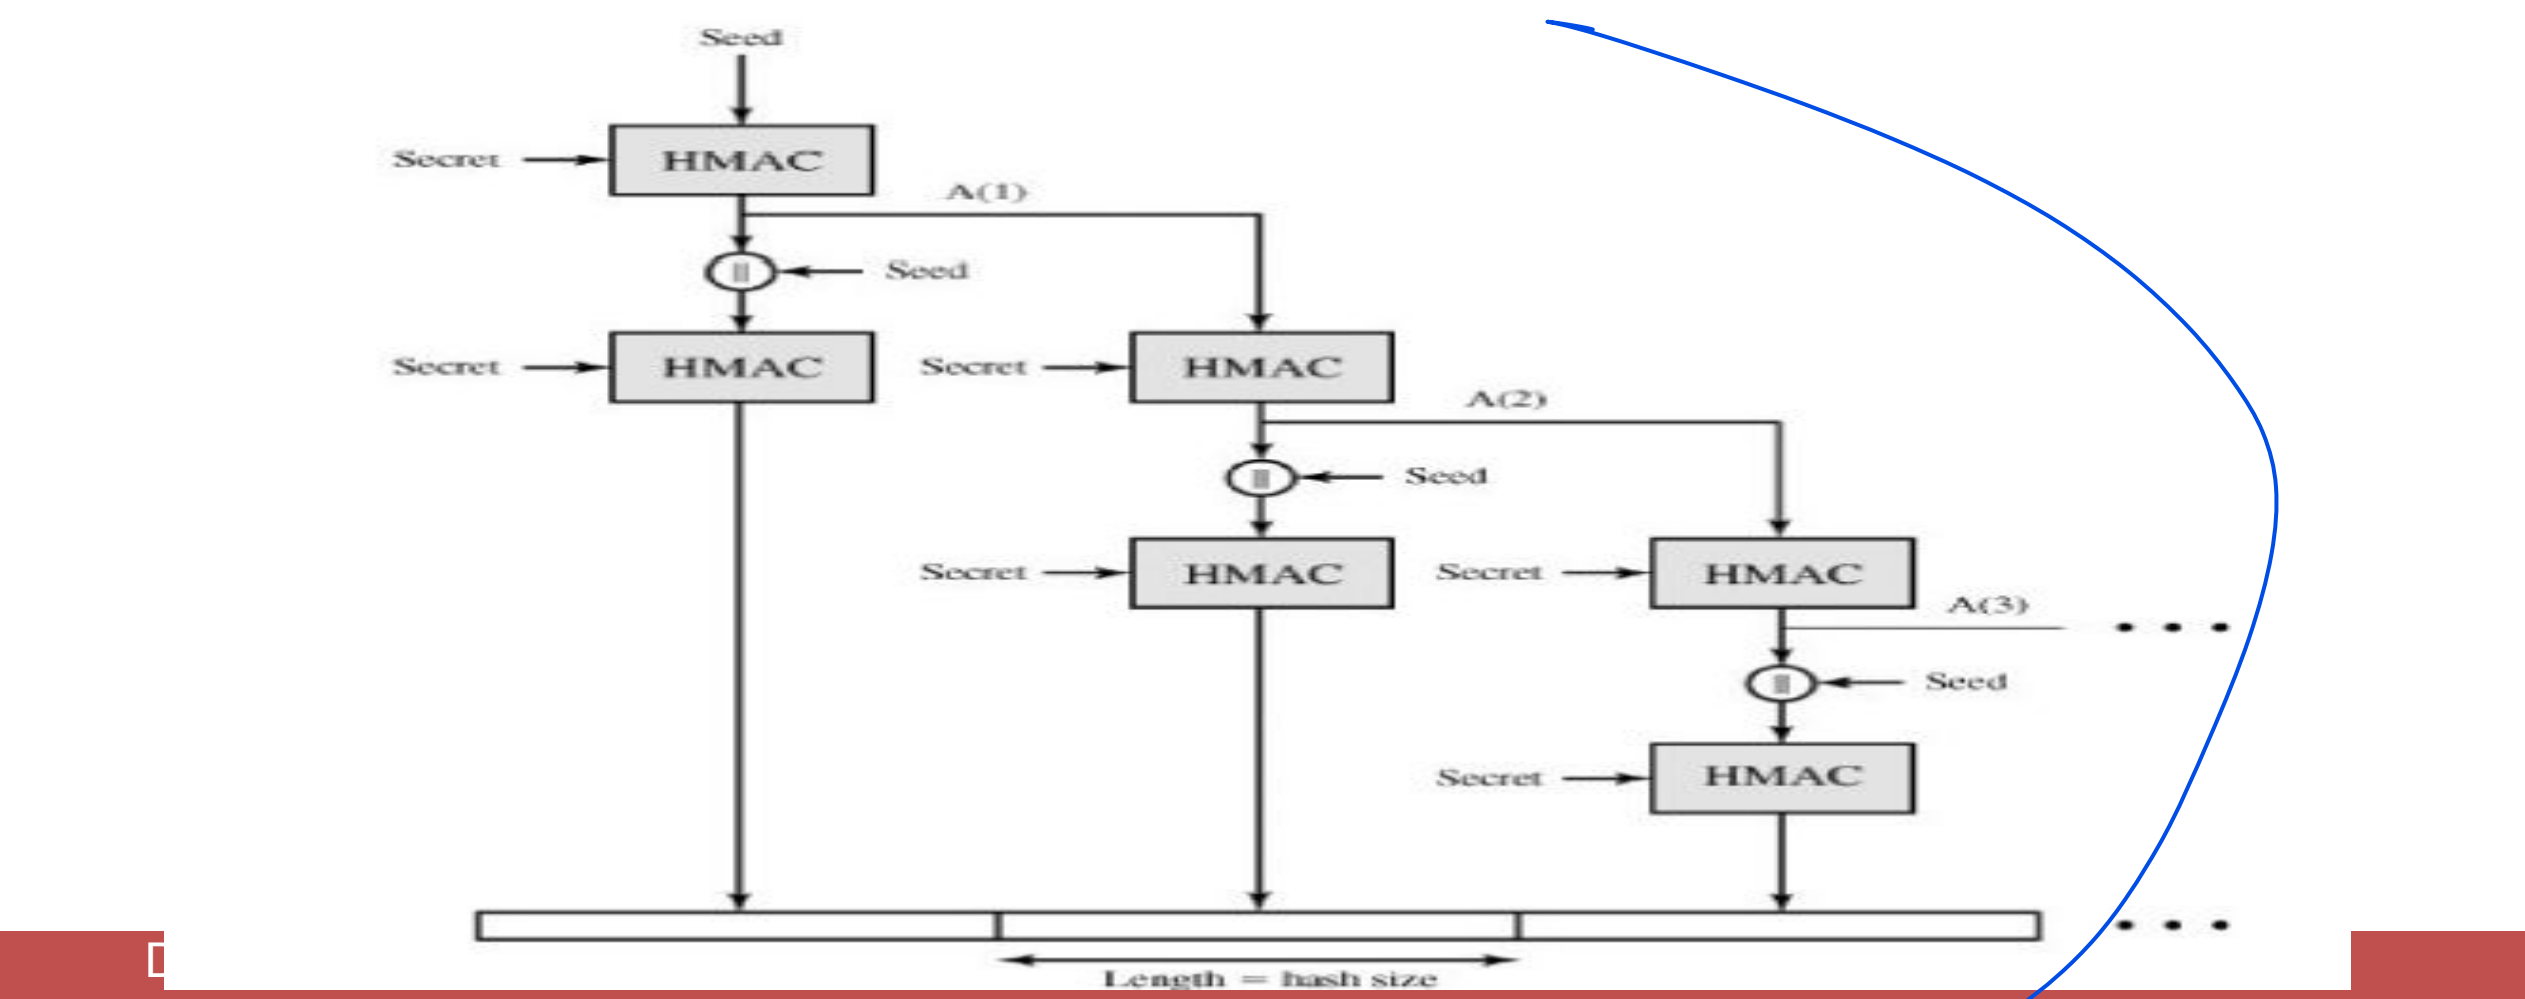 Seed
Secret HMAC
A(1)
|| Seed
Secret HMAC Secret HMAC
A(2)
|| Seed
Secret HMAC Secret HMAC
A(3) • • •
|| Seed
Secret HMAC
• • •
Length = hash size